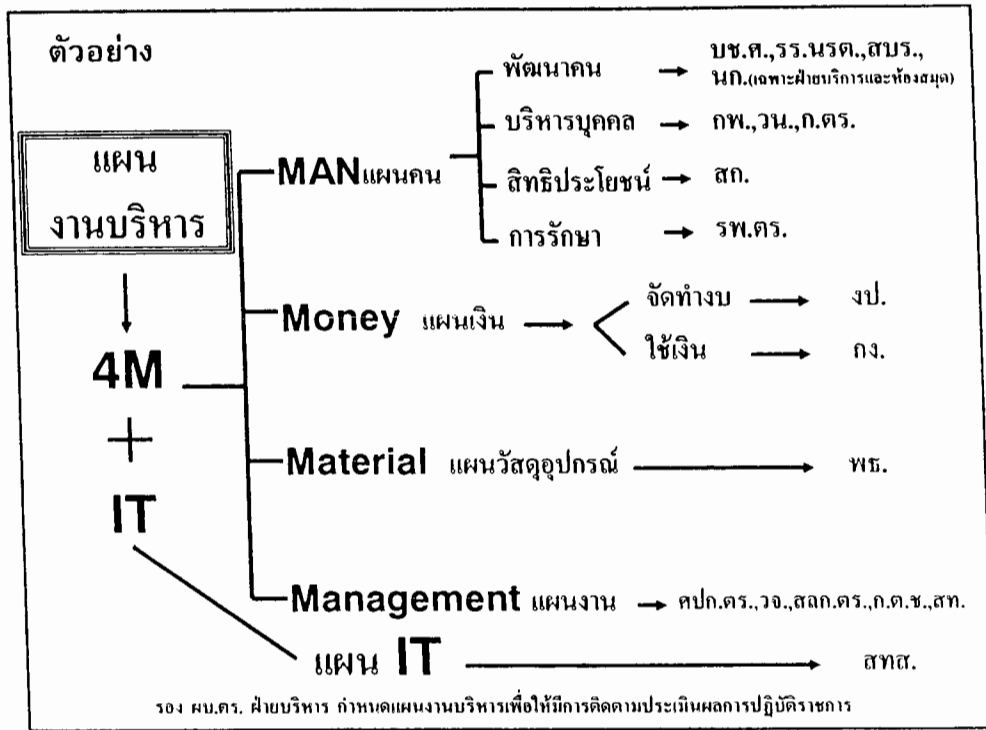 ตัวอย่าง
แผน
งานบริหาร
4M
+
IT
MAN แผนคน
พัฒนาคน → บช.ศ.,รร.นรต.,สบร.,
นก.(เฉพาะฝ่ายบริการและห้องสมุด)
บริหารบุคคล → กพ.,วน.,ก.ตร.
สิทธิประโยชน์ → สก.
การรักษา → รพ.ตร.
Money แผนเงิน →
จัดทำงบ → งป.
ใช้เงิน → กง.
Material แผนวัสดุอุปกรณ์ → พธ.
Management แผนงาน → ศปก.ตร.,วจ.,สลก.ตร.,ก.ต.ช.,สท.
แผน IT → สทส.
รอง ผบ.ตร. ฝ่ายบริหาร กำหนดแผนงานบริหารเพื่อให้มีการติดตามประเมินผลการปฏิบัติราชการ